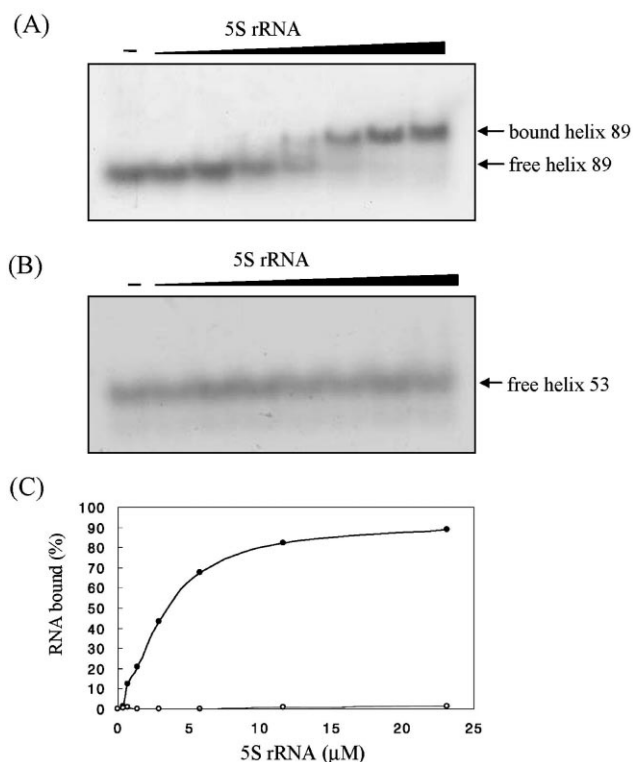 (A)
5S rRNA
–
bound helix 89
free helix 89
(B)
5S rRNA
–
free helix 53
(C)
100
90
80
70
60
50
40
30
20
10
0
RNA bound (%)
0 5 10 15 20 25
5S rRNA (µM)